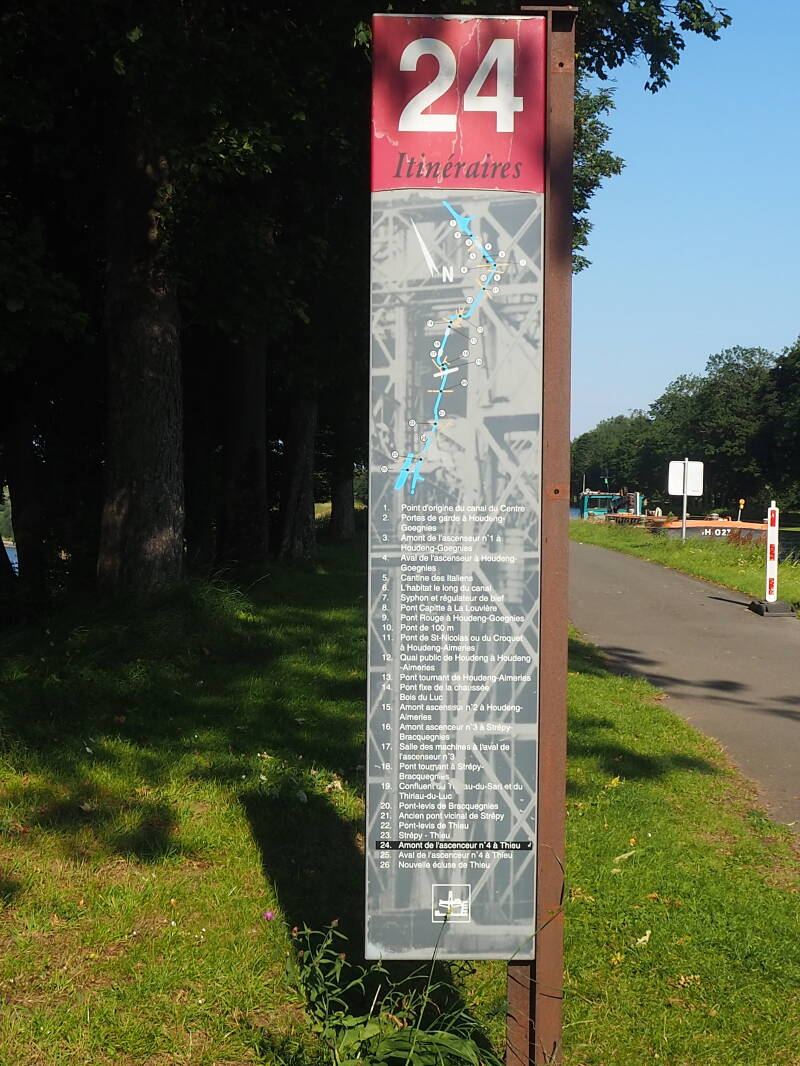 24
Itinéraires
N
1. Point d'origine du canal du Centre
2. Portes de garde à Houdeng-
Goegnies
3. Amont de l'ascenseur n°1 à
Houdeng-Goegnies
4. Aval de l'ascenseur à Houdeng-
Goegnies
5. Cantine des Italiens
6. L'habitat le long du canal
7. Syphon et régulateur de bief
8. Pont Capitte à La Louvière
9. Pont Rouge à Houdeng-Goegnies
10. Pont de 100 m
11. Pont de St-Nicolas ou du Croquet
à Houdeng-Aimeries
12. Quai public de Houdeng à Houdeng
-Aimeries
13. Pont tournant de Houdeng-Aimeries
14. Pont fixe de la chaussée
Bois du Luc
15. Amont ascenseur n°2 à Houdeng-
Aimeries
16. Amont ascenceur n°3 à Strépy-
Bracquegnies
17. Salle des machines à l'aval de
l'ascenseur n°3
18. Pont tournant à Strépy-
Bracquegnies
19. Confluent du du-Sart et du
Thiriau-du-Luc
20. Pont-levis de Bracquegnies
21. Ancien pont vicinal de Strépy
22. Pont-levis de Thieu
23. Strépy - Thieu
24. Amont de l'ascenceur n°4 à Thieu
25. Aval de l'ascenceur n°4 à Thieu
26 Nouvelle écluse de Thieu